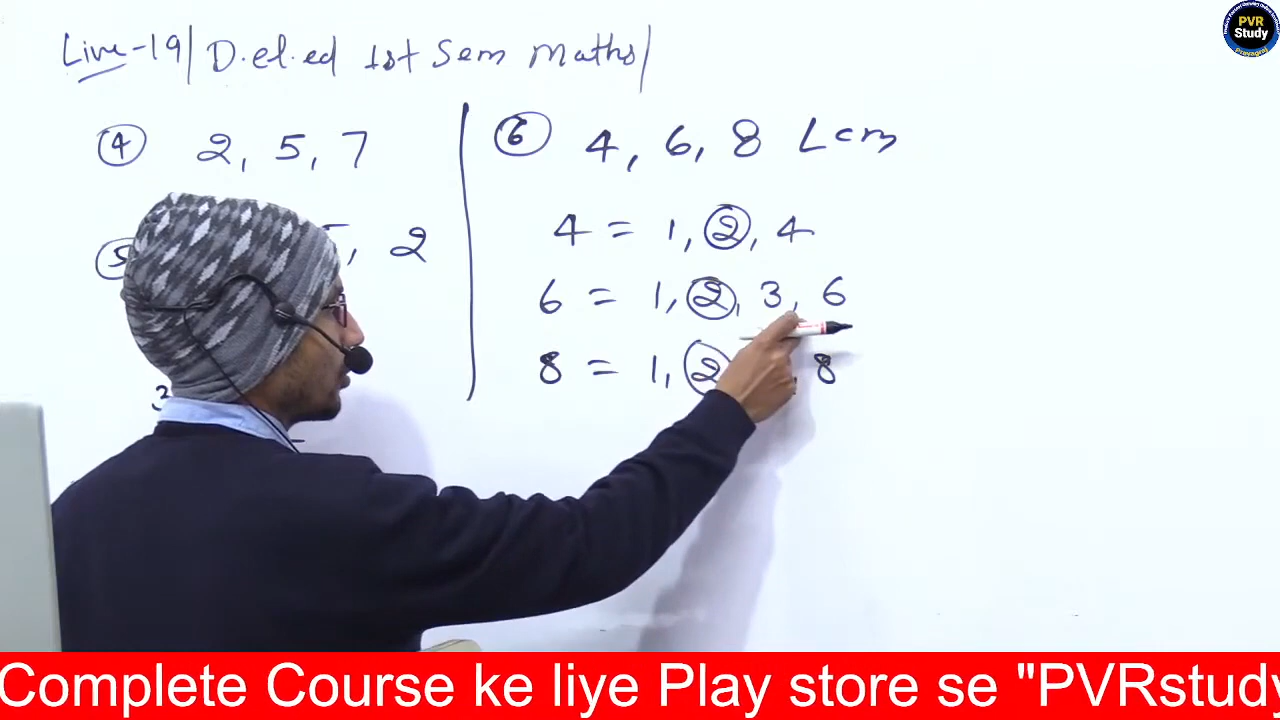 Live-19| D.el.ed 1st Sem Maths|
④ 2, 5, 7
⑤ , 2
⑥ 4, 6, 8 Lcm
4 = 1, 2, 4
6 = 1, 2, 3, 6
8 = 1, 2 , 8
PVR
Study
Prayagraj
Complete Course ke liye Play store se "PVRstudy